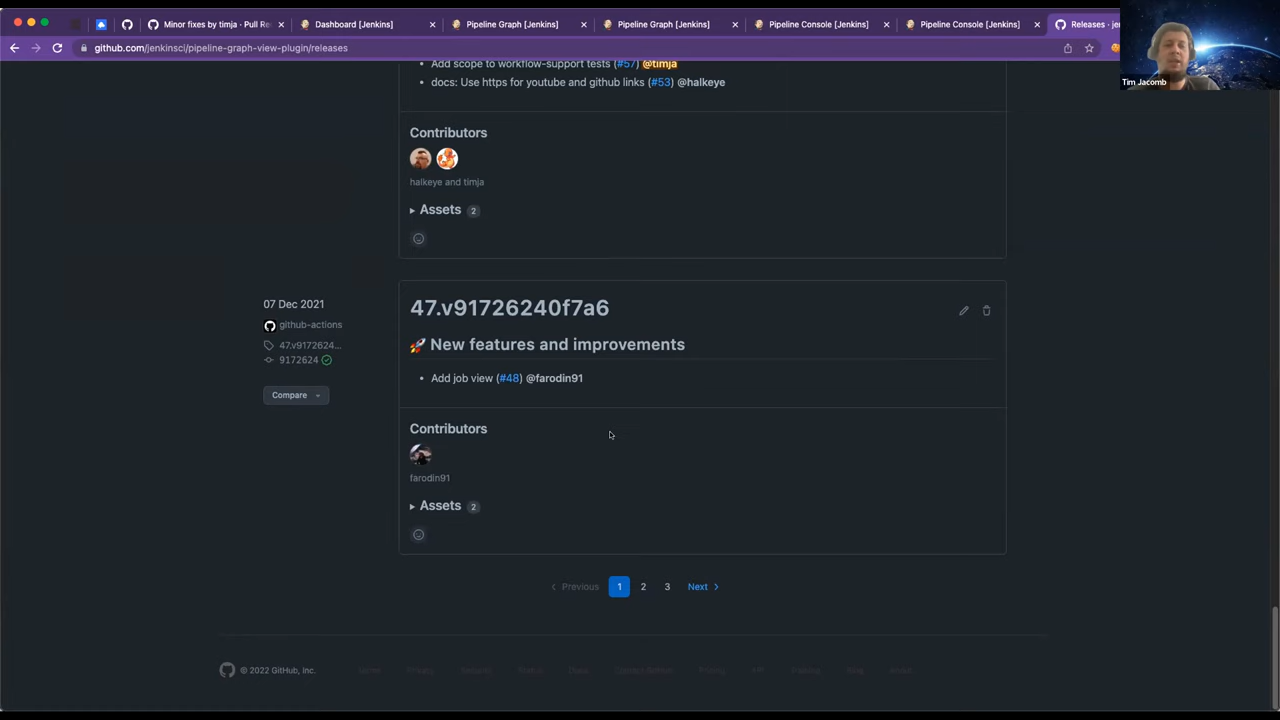 Minor fixes by timja · Pull Re
Dashboard [Jenkins]
Pipeline Graph [Jenkins]
Pipeline Graph [Jenkins]
Pipeline Console [Jenkins]
Pipeline Console [Jenkins]
Releases · jen
github.com/jenkinsci/pipeline-graph-view-plugin/releases
Tim Jacomb
Add scope to workflow-support tests (#57) @timja
docs: Use https for youtube and github links (#53) @halkeye
Contributors
halkeye and timja
Assets 2
07 Dec 2021
github-actions
47.v9172624...
9172624
Compare
47.v91726240f7a6
🚀 New features and improvements
Add job view (#48) @farodin91
Contributors
farodin91
Assets 2
Previous 1 2 3 Next
© 2022 GitHub, Inc.